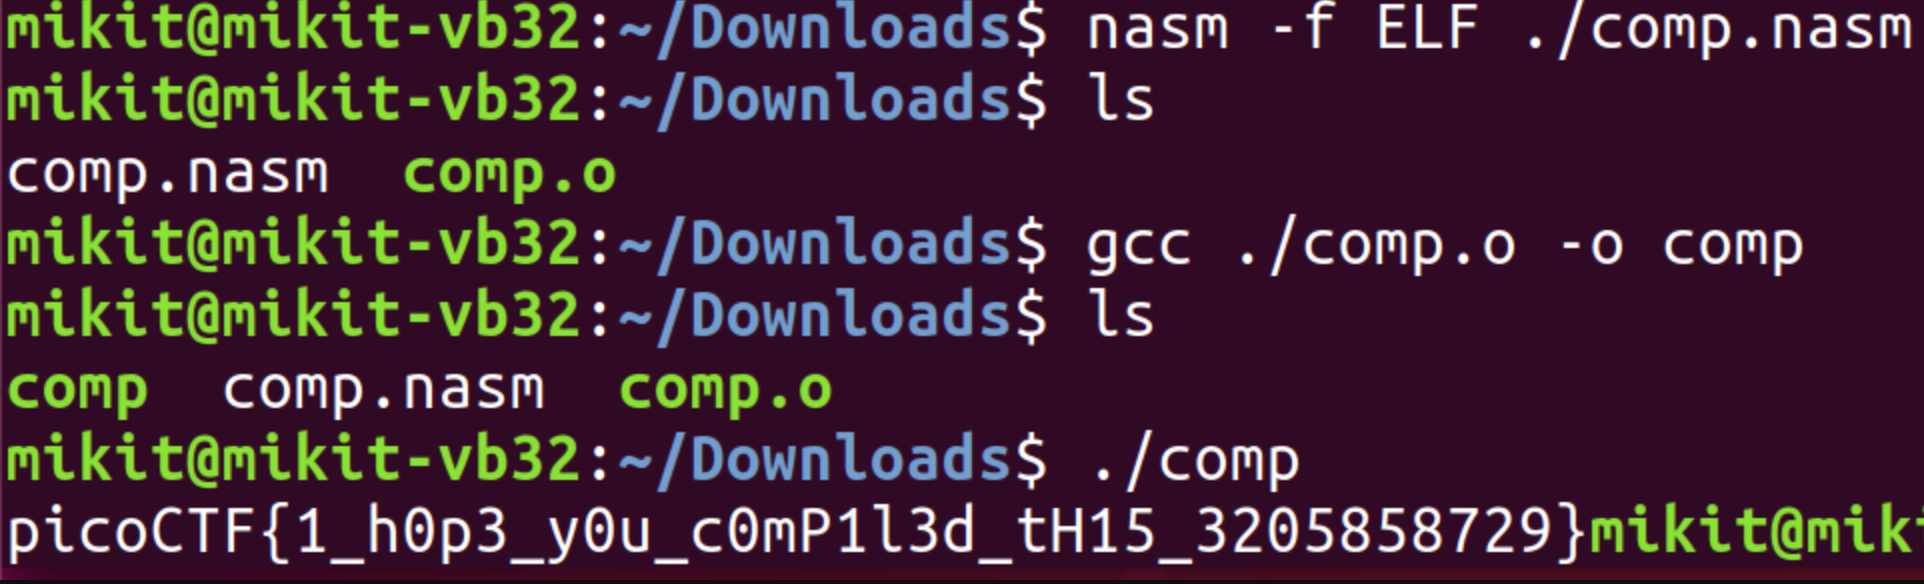 mikit@mikit-vb32:~/Downloads$ nasm -f ELF ./comp.nasm
mikit@mikit-vb32:~/Downloads$ ls
comp.nasm  comp.o
mikit@mikit-vb32:~/Downloads$ gcc ./comp.o -o comp
mikit@mikit-vb32:~/Downloads$ ls
comp  comp.nasm  comp.o
mikit@mikit-vb32:~/Downloads$ ./comp
picoCTF{1_h0p3_y0u_c0mP1l3d_tH15_3205858729}mikit@mik